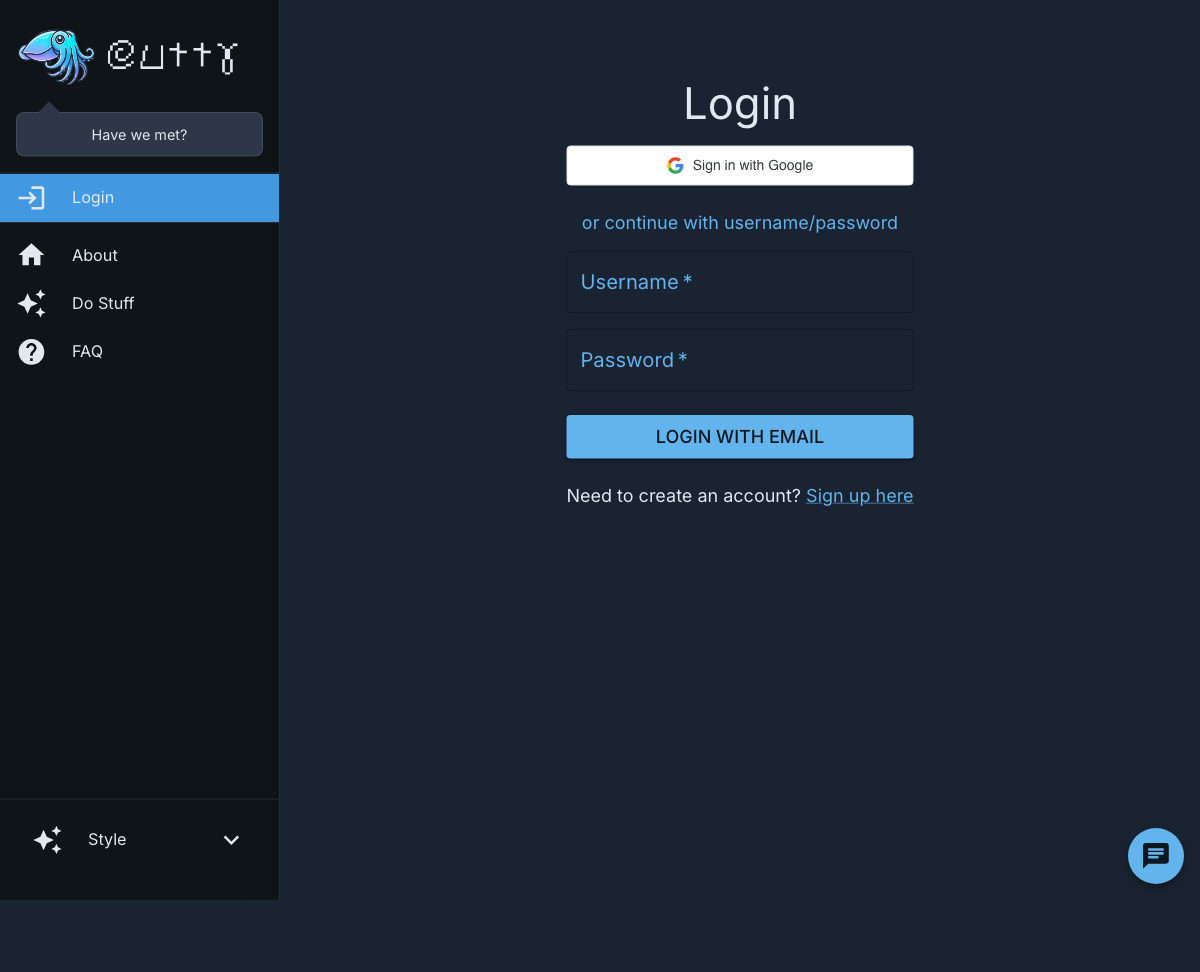 Cutty
Have we met?
Login
About
Do Stuff
FAQ
Style
Login
Sign in with Google
or continue with username/password
Username *
Password *
LOGIN WITH EMAIL
Need to create an account? Sign up here